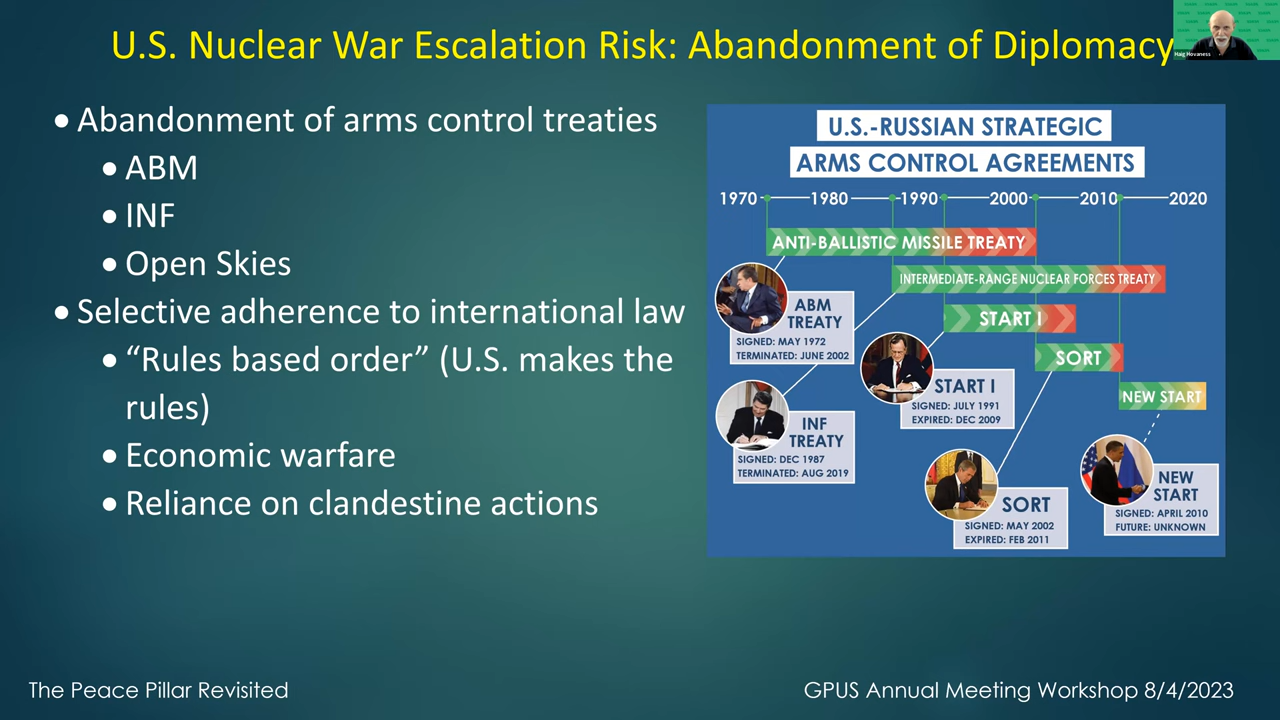 U.S. Nuclear War Escalation Risk: Abandonment of Diplomacy
Haig Hovaness
• Abandonment of arms control treaties
• ABM
• INF
• Open Skies
• Selective adherence to international law
• “Rules based order” (U.S. makes the
rules)
• Economic warfare
• Reliance on clandestine actions
U.S.-RUSSIAN STRATEGIC
ARMS CONTROL AGREEMENTS
1970 1980 1990 2000 2010 2020
ANTI-BALLISTIC MISSILE TREATY
INTERMEDIATE-RANGE NUCLEAR FORCES TREATY
START I
SORT
NEW START
ABM
TREATY
SIGNED: MAY 1972
TERMINATED: JUNE 2002
INF
TREATY
SIGNED: DEC 1987
TERMINATED: AUG 2019
START I
SIGNED: JULY 1991
EXPIRED: DEC 2009
SORT
SIGNED: MAY 2002
EXPIRED: FEB 2011
NEW
START
SIGNED: APRIL 2010
FUTURE: UNKNOWN
The Peace Pillar Revisited
GPUS Annual Meeting Workshop 8/4/2023